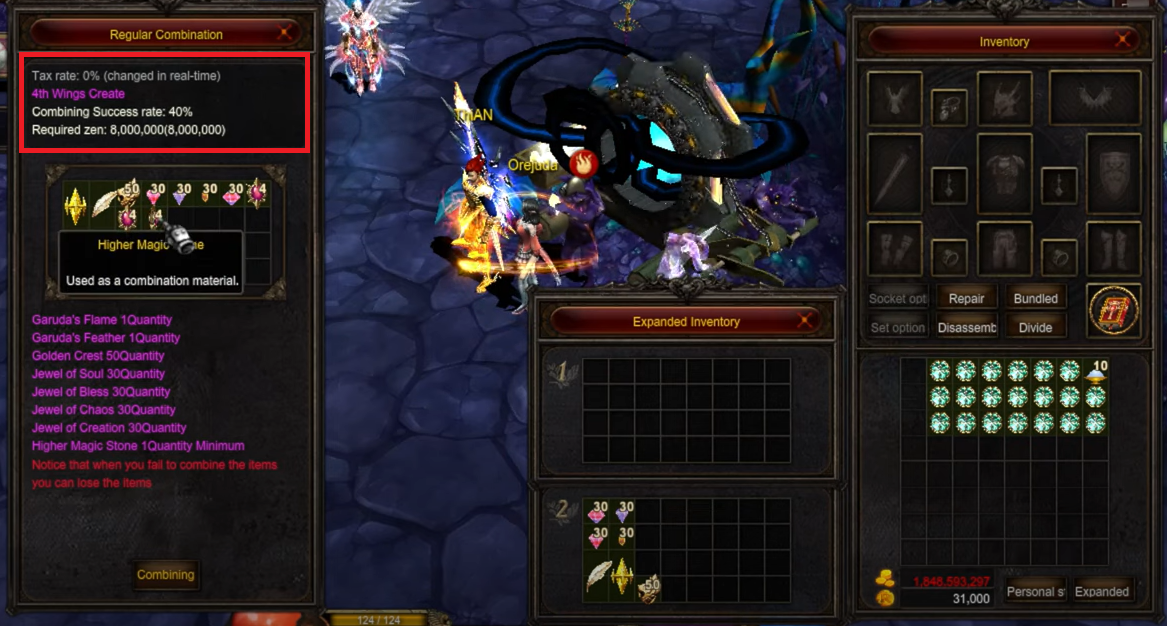 Regular Combination
Tax rate: 0% (changed in real-time)
4th Wings Create
Combining Success rate: 40%
Required zen: 8,000,000(8,000,000)
50 30 30 30 30 4
4 4
Higher Magic
Used as a combination material.
Garuda's Flame 1Quantity
Garuda's Feather 1Quantity
Golden Crest 50Quantity
Jewel of Soul 30Quantity
Jewel of Bless 30Quantity
Jewel of Chaos 30Quantity
Jewel of Creation 30Quantity
Higher Magic Stone 1Quantity Minimum
Notice that when you fail to combine the items
you can lose the items
Combining
Orejuda
124 / 124
Expanded Inventory
1
2
30 30
30 30
50
Inventory
Socket opt
Repair
Bundled
Set option
Disassemb
Divide
10
1,848,593,297
31,000
Personal s
Expanded